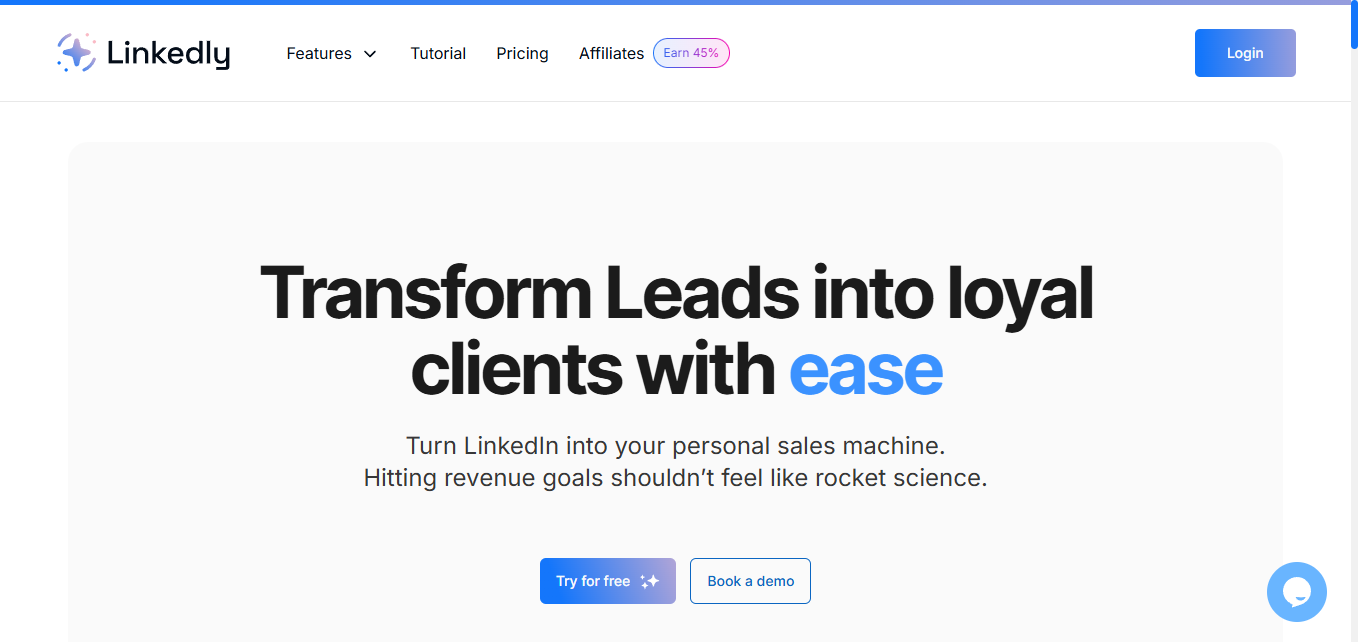 Linkedly
Features
Tutorial
Pricing
Affiliates
Earn 45%
Login
Transform Leads into loyal
clients with ease
Turn LinkedIn into your personal sales machine.
Hitting revenue goals shouldn’t feel like rocket science.
Try for free
Book a demo